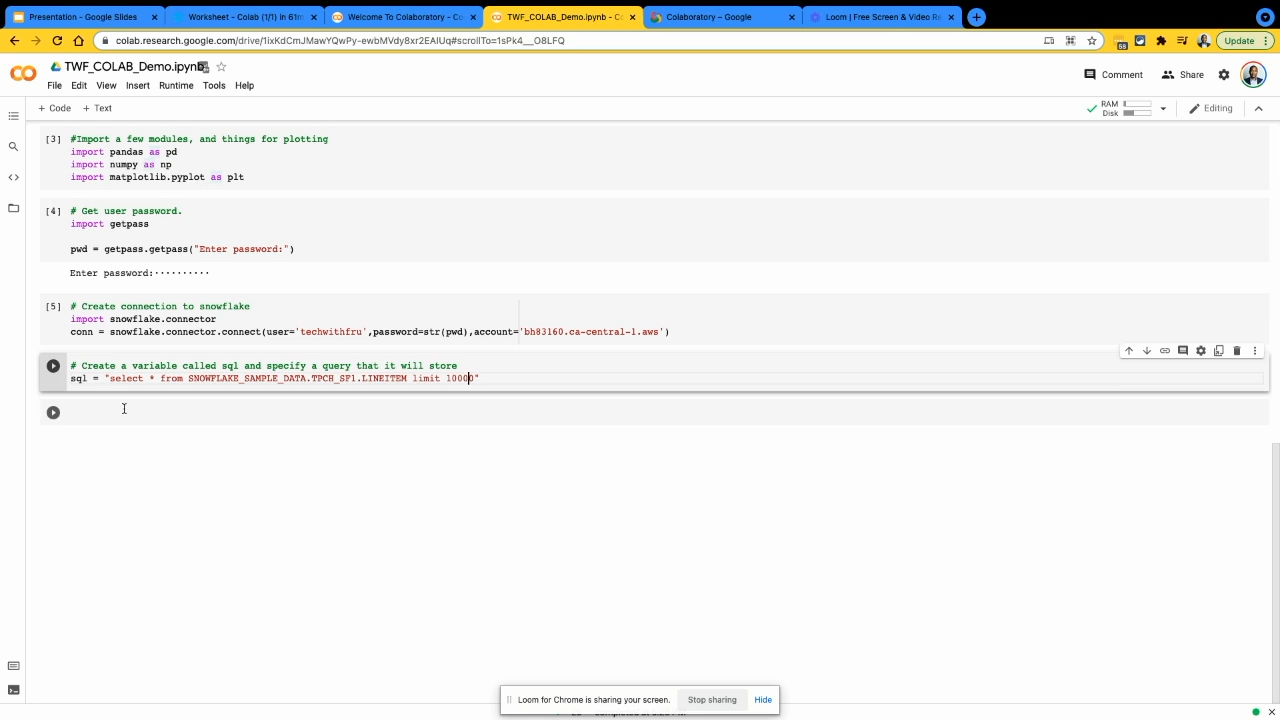 Presentation - Google Slides
Worksheet - Colab (1/1) in 61m
Welcome To Colaboratory - Co
TWF_COLAB_Demo.ipynb - Co
Colaboratory – Google
Loom | Free Screen & Video Re
colab.research.google.com/drive/1ixKdCmJMawYQwPy-ewbMVdy8xr2EAIUq#scrollTo=1sPk4__O8LFQ
68
Update
TWF_COLAB_Demo.ipynb
Comment
Share
File Edit View Insert Runtime Tools Help
+ Code + Text
RAM
Disk
Editing
[3] #Import a few modules, and things for plotting
import pandas as pd
import numpy as np
import matplotlib.pyplot as plt
[4] # Get user password.
import getpass
pwd = getpass.getpass("Enter password:")
Enter password:··········
[5] # Create connection to snowflake
import snowflake.connector
conn = snowflake.connector.connect(user='techwithfru',password=str(pwd),account='bh83160.ca-central-1.aws')
# Create a variable called sql and specify a query that it will store
sql = "select * from SNOWFLAKE_SAMPLE_DATA.TPCH_SF1.LINEITEM limit 10000"
Loom for Chrome is sharing your screen.
Stop sharing
Hide